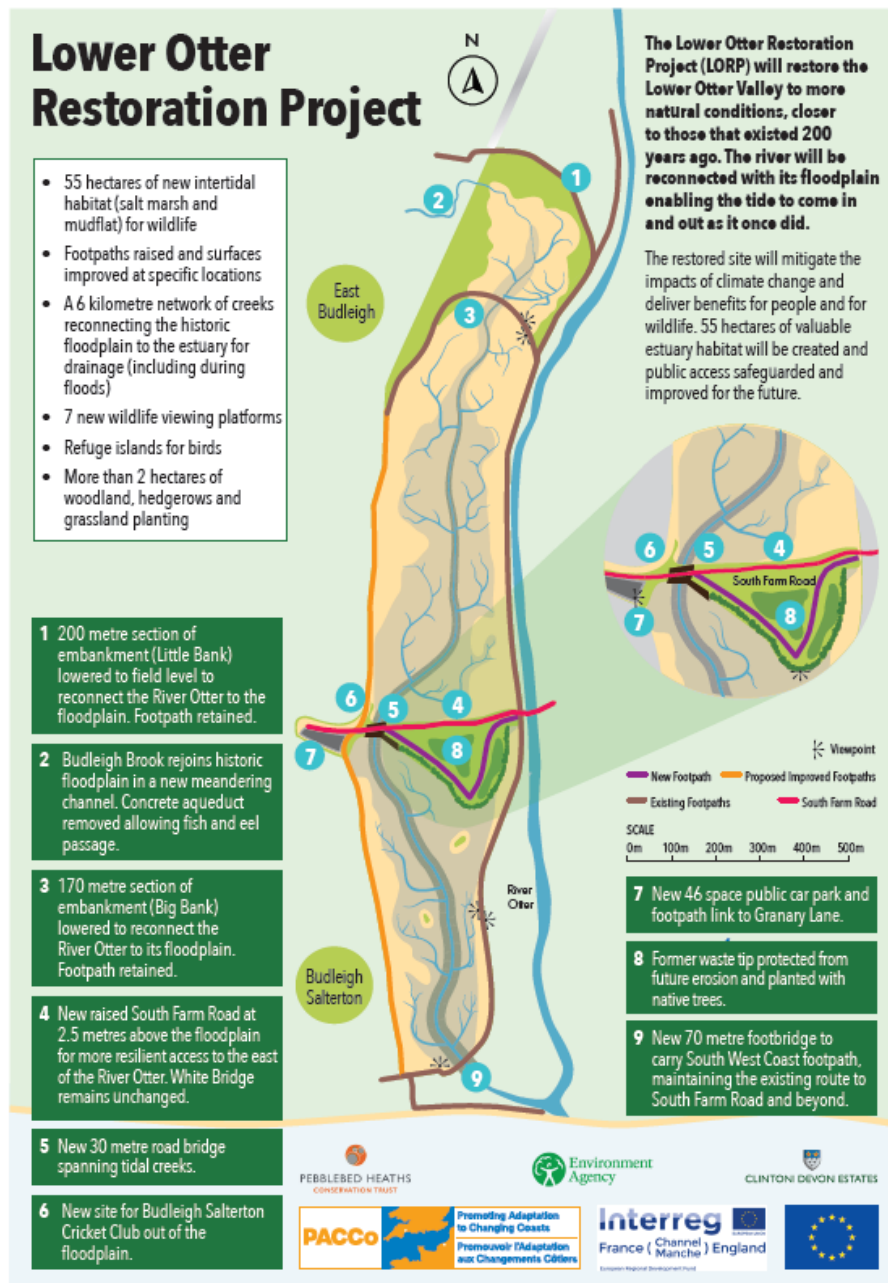 Lower Otter
Restoration Project
N
The Lower Otter Restoration
Project (LORP) will restore the
Lower Otter Valley to more
natural conditions, closer
to those that existed 200
years ago. The river will be
reconnected with its floodplain
enabling the tide to come in
and out as it once did.
The restored site will mitigate the
impacts of climate change and
deliver benefits for people and for
wildlife. 55 hectares of valuable
estuary habitat will be created and
public access safeguarded and
improved for the future.
• 55 hectares of new intertidal
habitat (salt marsh and
mudflat) for wildlife
• Footpaths raised and surfaces
improved at specific locations
• A 6 kilometre network of creeks
reconnecting the historic
floodplain to the estuary for
drainage (including during
floods)
• 7 new wildlife viewing platforms
• Refuge islands for birds
• More than 2 hectares of
woodland, hedgerows and
grassland planting
1
2
East
Budleigh
3
6
5
4
7
8
River
Otter
Budleigh
Salterton
9
6
5
4
South Farm Road
8
7
Viewpoint
New Footpath
Proposed Improved Footpaths
Existing Footpaths
South Farm Road
SCALE
0m 100m 200m 300m 400m 500m
1 200 metre section of
embankment (Little Bank)
lowered to field level to
reconnect the River Otter to the
floodplain. Footpath retained.
2 Budleigh Brook rejoins historic
floodplain in a new meandering
channel. Concrete aqueduct
removed allowing fish and eel
passage.
3 170 metre section of
embankment (Big Bank)
lowered to reconnect the
River Otter to its floodplain.
Footpath retained.
4 New raised South Farm Road at
2.5 metres above the floodplain
for more resilient access to the east
of the River Otter. White Bridge
remains unchanged.
5 New 30 metre road bridge
spanning tidal creeks.
6 New site for Budleigh Salterton
Cricket Club out of the
floodplain.
7 New 46 space public car park and
footpath link to Granary Lane.
8 Former waste tip protected from
future erosion and planted with
native trees.
9 New 70 metre footbridge to
carry South West Coast footpath,
maintaining the existing route to
South Farm Road and beyond.
PEBBLEBED HEATHS
CONSERVATION TRUST
Environment
Agency
CLINTON DEVON ESTATES
PACCo
Promoting Adaptation
to Changing Coasts
Promouvoir l'Adaptation
aux Changements Côtiers
Interreg
France ( Channel Manche ) England
European Regional Development Fund
EUROPEAN UNION